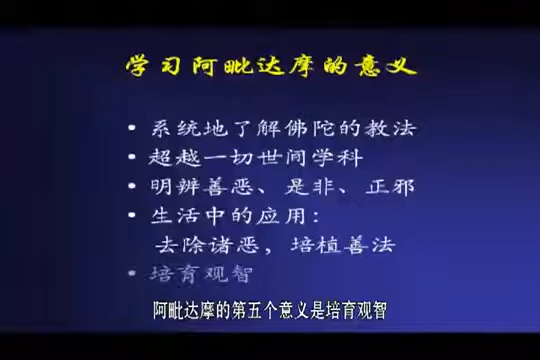 学习阿毗达摩的意义
• 系统地了解佛陀的教法
• 超越一切世间学科
• 明辨善恶、是非、正邪
• 生活中的应用：
去除诸恶，培植善法
• 培育观智
阿毗达摩的第五个意义是培育观智